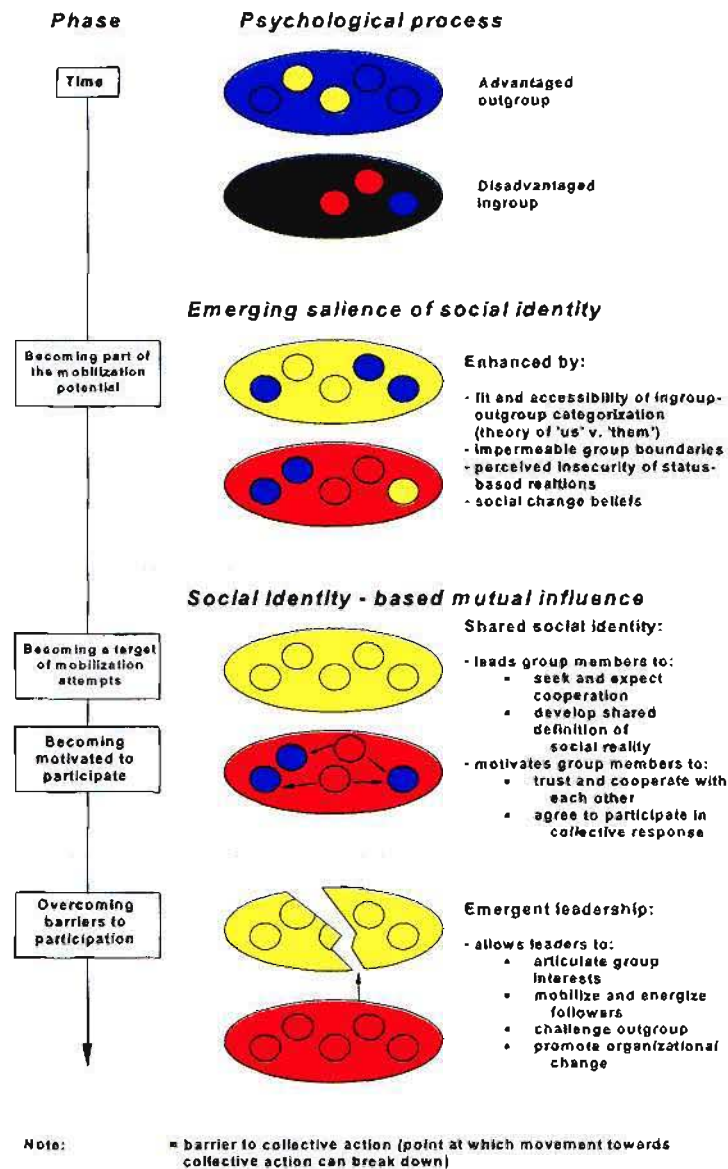 Phase
Psychological process
Time
Advantaged
outgroup
Disadvantaged
ingroup
Emerging salience of social identity
Becoming part of
the mobilization
potential
Enhanced by:
- fit and accessibility of ingroup-
outgroup categorization
(theory of 'us' v. 'them')
- impermeable group boundaries
- perceived insecurity of status-
based realtions
- social change beliefs
Social identity - based mutual influence
Becoming a target
of mobilization
attempts
Becoming
motivated to
participate
Shared social identity:
- leads group members to:
• seek and expect
cooperation
• develop shared
definition of
social reality
- motivates group members to:
• trust and cooperate with
each other
• agree to participate in
collective response
Overcoming
barriers to
participation
Emergent leadership:
- allows leaders to:
• articulate group
interests
• mobilize and energize
followers
• challenge outgroup
• promote organizational
change
Note: = barrier to collective action (point at which movement towards
collective action can break down)